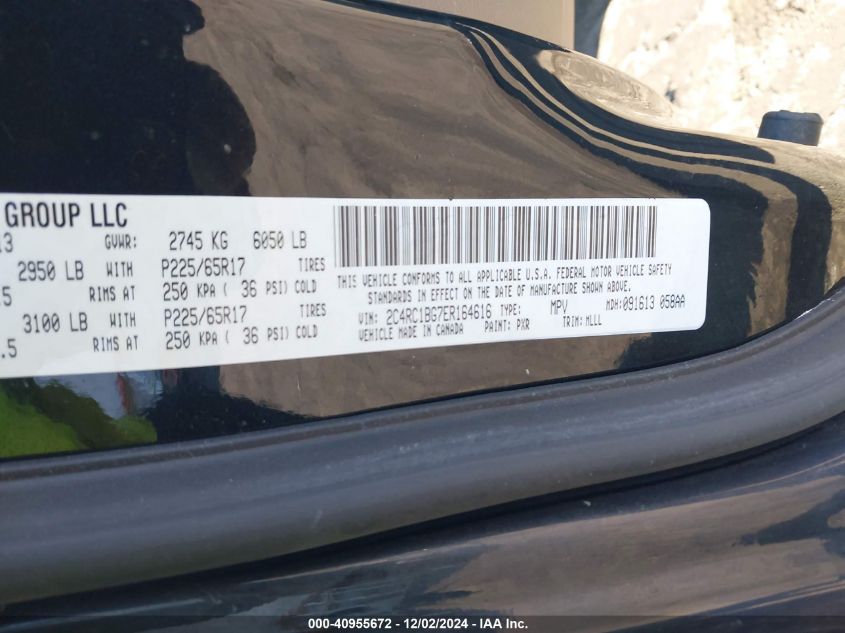 GROUP LLC
13 GVWR: 2745 KG 6050 LB
2950 LB WITH P225/65R17 TIRES
.5 RIMS AT 250 KPA ( 36 PSI) COLD
3100 LB WITH P225/65R17 TIRES
.5 RIMS AT 250 KPA ( 36 PSI) COLD
THIS VEHICLE CONFORMS TO ALL APPLICABLE U.S.A. FEDERAL MOTOR VEHICLE SAFETY
STANDARDS IN EFFECT ON THE DATE OF MANUFACTURE SHOWN ABOVE.
VIN: 2C4RC1BG7ER164616 TYPE: MPV MDH: 091613 058AA
VEHICLE MADE IN CANADA PAINT: PXR TRIM: MLLL
000-40955672 - 12/02/2024 - IAAI.com